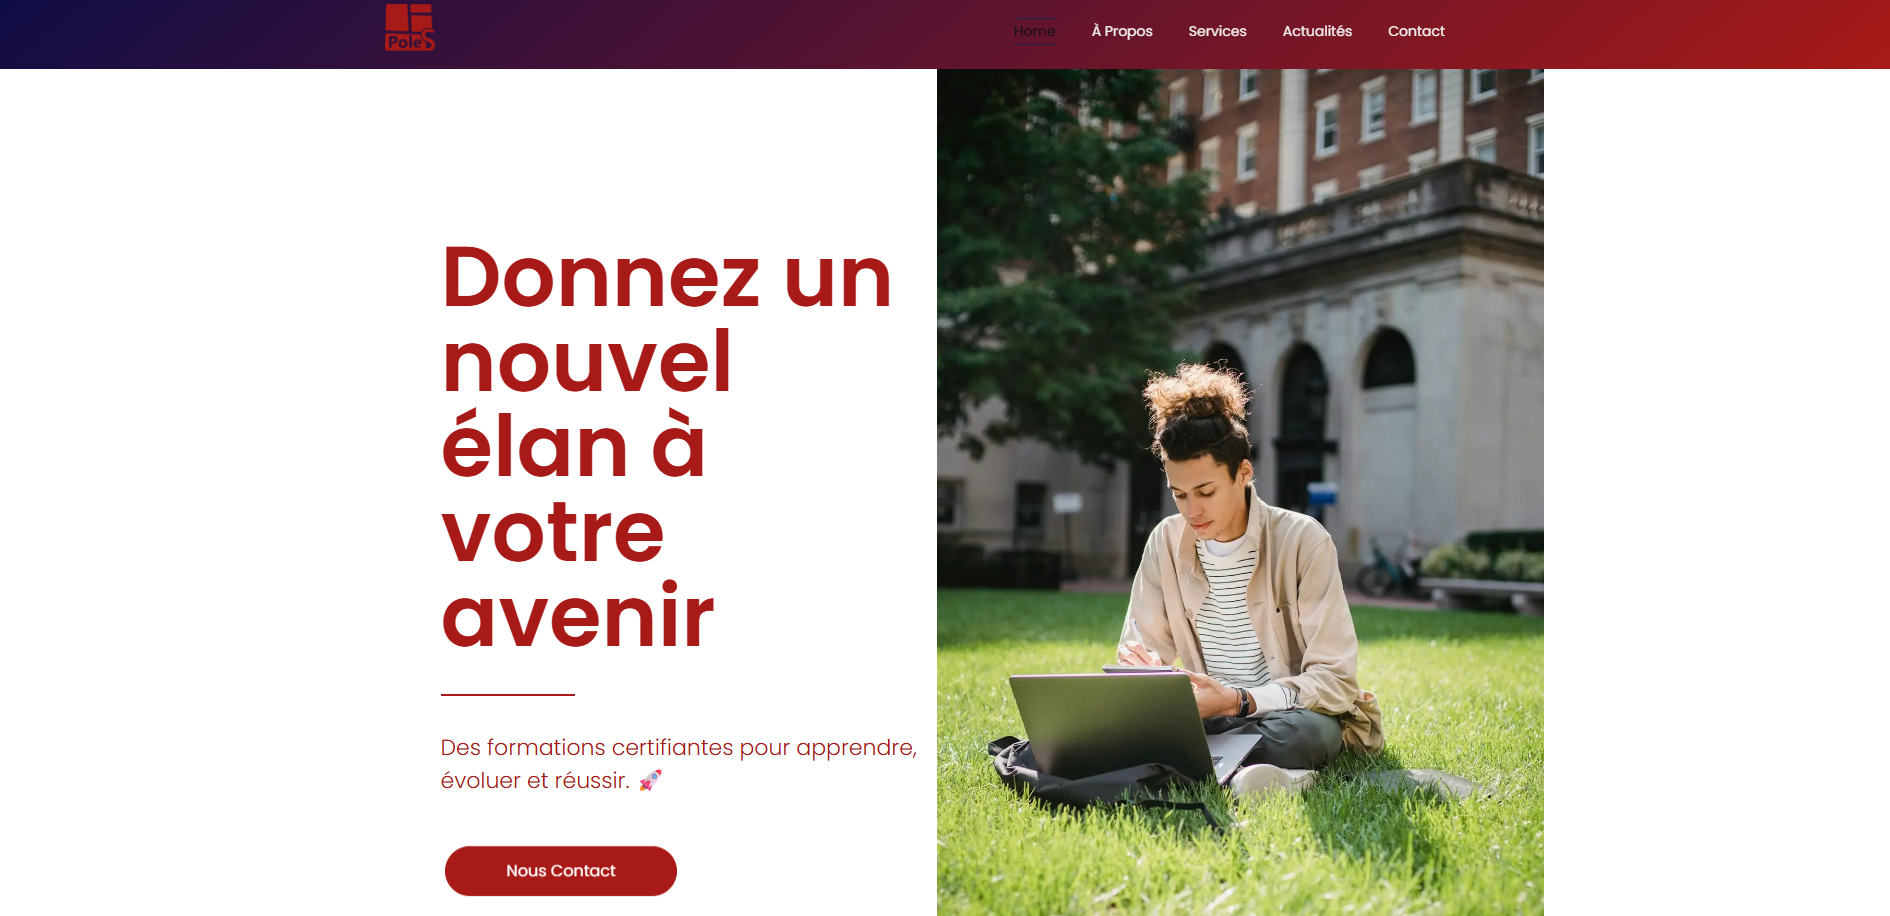 PoleS
Home
À Propos
Services
Actualités
Contact
Donnez un
nouvel
élan à
votre
avenir
Des formations certifiantes pour apprendre,
évoluer et réussir. 🚀
Nous Contact